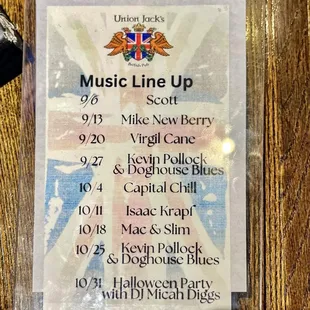 Union Jack's
British Pub
Music Line Up
9/6 Scott
9/13 Mike New Berry
9/20 Virgil Cane
9/27 Kevin Pollock
& Doghouse Blues
10/4 Capital Chill
10/11 Isaac Krapf
10/18 Mac & Slim
10/25 Kevin Pollock
& Doghouse Blues
10/31 Halloween Party
with DJ Micah Diggs